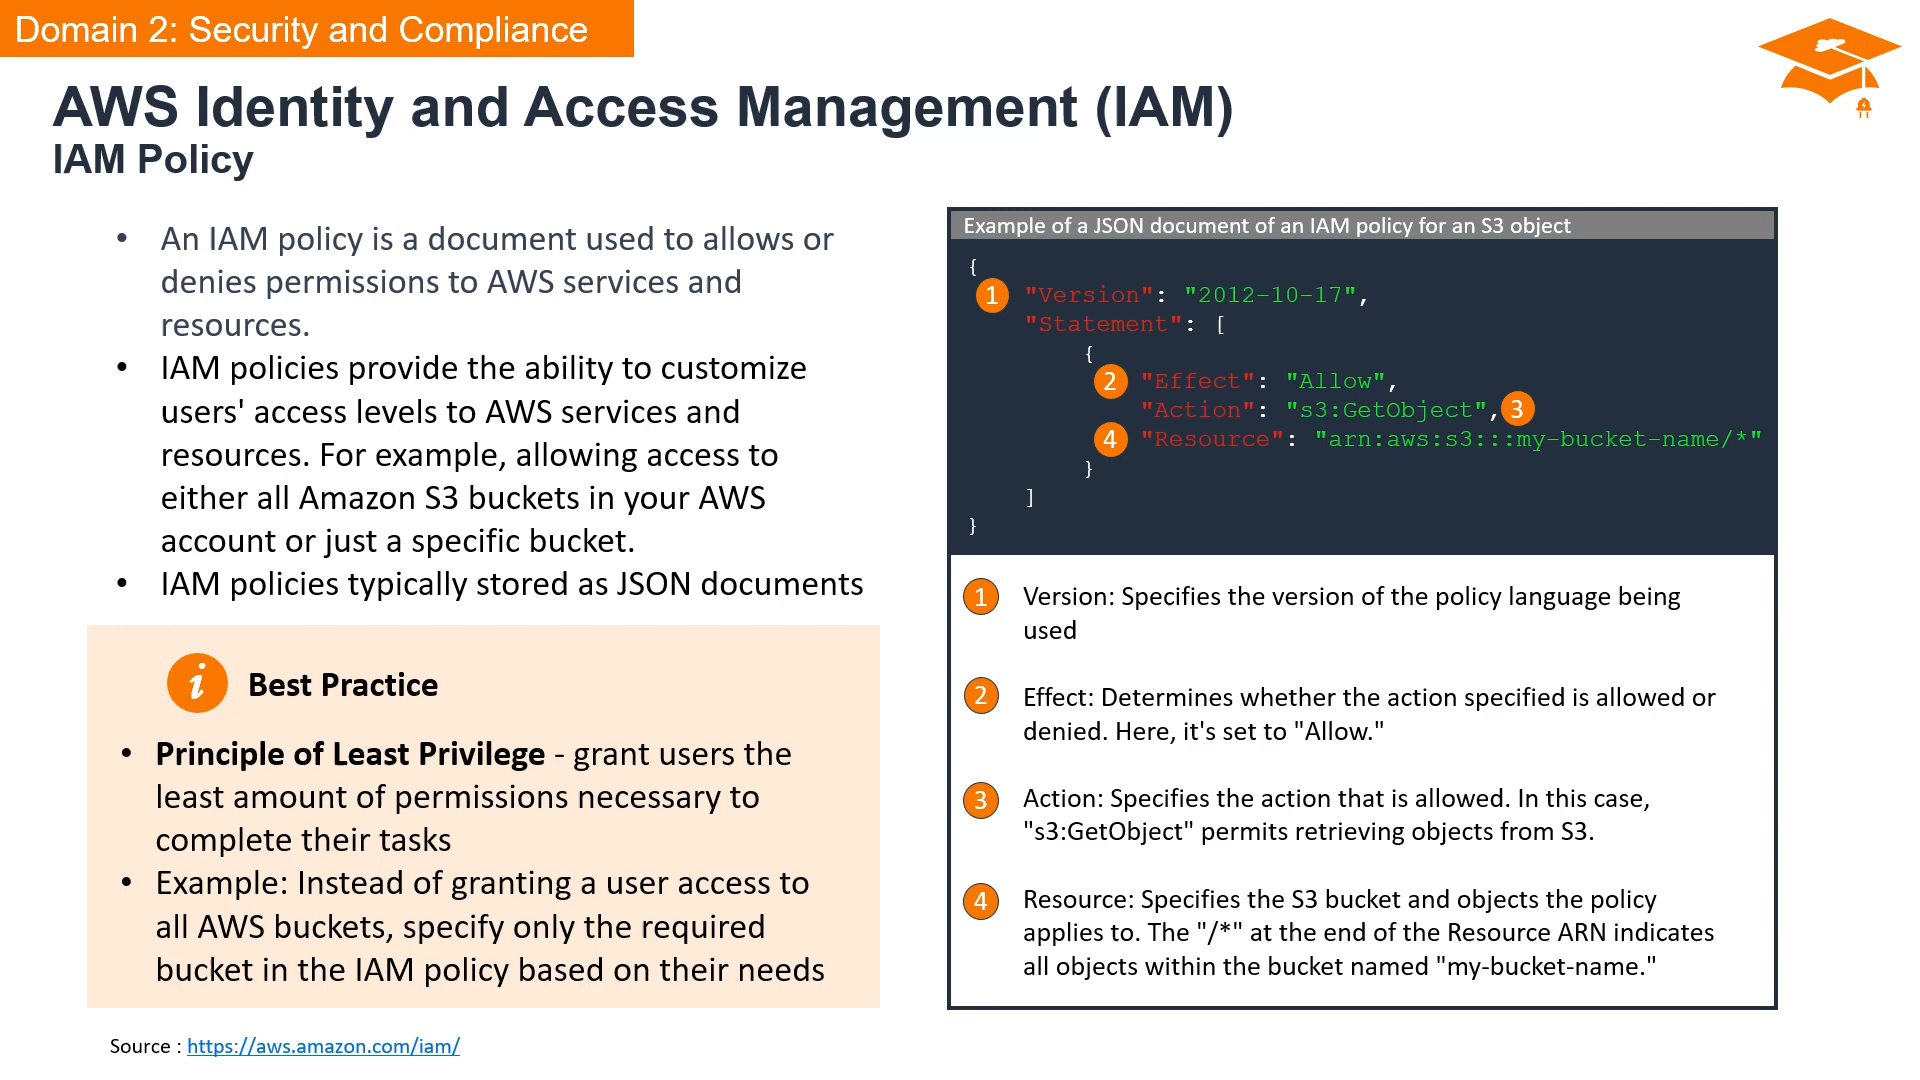 Domain 2: Security and Compliance
AWS Identity and Access Management (IAM)
IAM Policy
• An IAM policy is a document used to allows or
denies permissions to AWS services and
resources.
• IAM policies provide the ability to customize
users' access levels to AWS services and
resources. For example, allowing access to
either all Amazon S3 buckets in your AWS
account or just a specific bucket.
• IAM policies typically stored as JSON documents
i Best Practice
• Principle of Least Privilege - grant users the
least amount of permissions necessary to
complete their tasks
• Example: Instead of granting a user access to
all AWS buckets, specify only the required
bucket in the IAM policy based on their needs
Source : https://aws.amazon.com/iam/
Example of a JSON document of an IAM policy for an S3 object
{
1 "Version": "2012-10-17",
"Statement": [
{
2 "Effect": "Allow",
"Action": "s3:GetObject", 3
4 "Resource": "arn:aws:s3:::my-bucket-name/*"
}
]
}
1 Version: Specifies the version of the policy language being
used
2 Effect: Determines whether the action specified is allowed or
denied. Here, it's set to "Allow."
3 Action: Specifies the action that is allowed. In this case,
"s3:GetObject" permits retrieving objects from S3.
4 Resource: Specifies the S3 bucket and objects the policy
applies to. The "/*" at the end of the Resource ARN indicates
all objects within the bucket named "my-bucket-name."